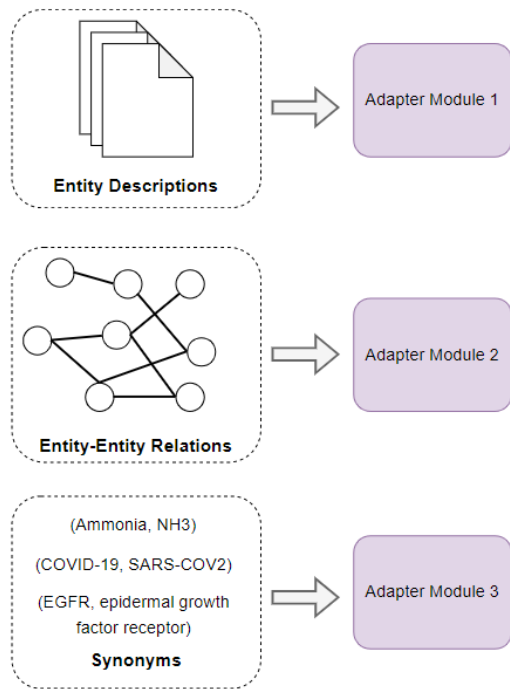 Adapter Module 1
Entity Descriptions
Adapter Module 2
Entity-Entity Relations
(Ammonia, NH3)
(COVID-19, SARS-COV2)
(EGFR, epidermal growth
factor receptor)
Synonyms
Adapter Module 3